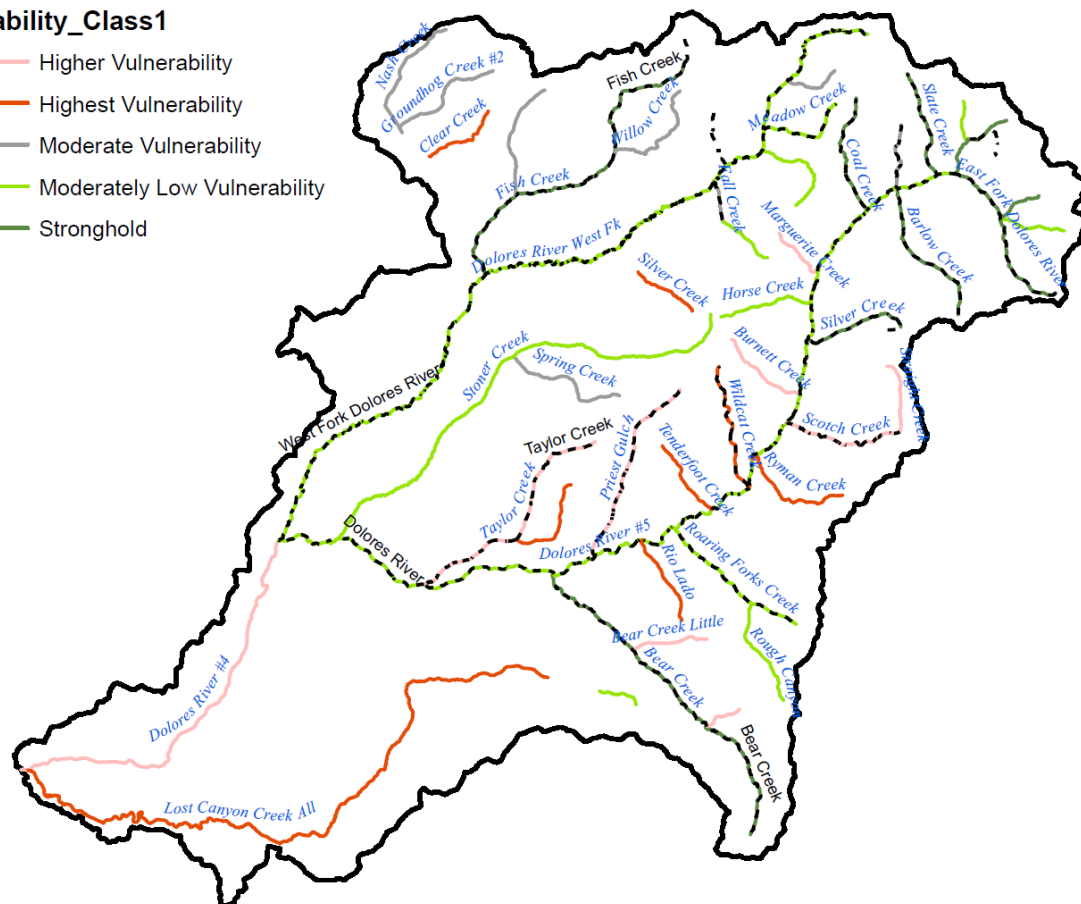 ability_Class1
Higher Vulnerability
Highest Vulnerability
Moderate Vulnerability
Moderately Low Vulnerability
Stronghold
Nash Creek
Groundhog Creek #2
Clear Creek
Fish Creek
Willow Creek
Fish Creek
Meadow Creek
Slate Creek
Coal Creek
East Fork Dolores River
Fall Creek
Barlow Creek
Marguerite Creek
Dolores River West Fk
Silver Creek
Horse Creek
Silver Creek
Burnett Creek
Stoner Creek
Spring Creek
West Fork Dolores River
Wildcat Creek
Scotch Creek
Taylor Creek
Priest Gulch
Tenderfoot Creek
Ryman Creek
Taylor Creek
Dolores River
Dolores River #5
Roaring Forks Creek
Rio Lado
Bear Creek Little
Rough Canyon
Bear Creek
Dolores River #4
Bear Creek
Lost Canyon Creek All